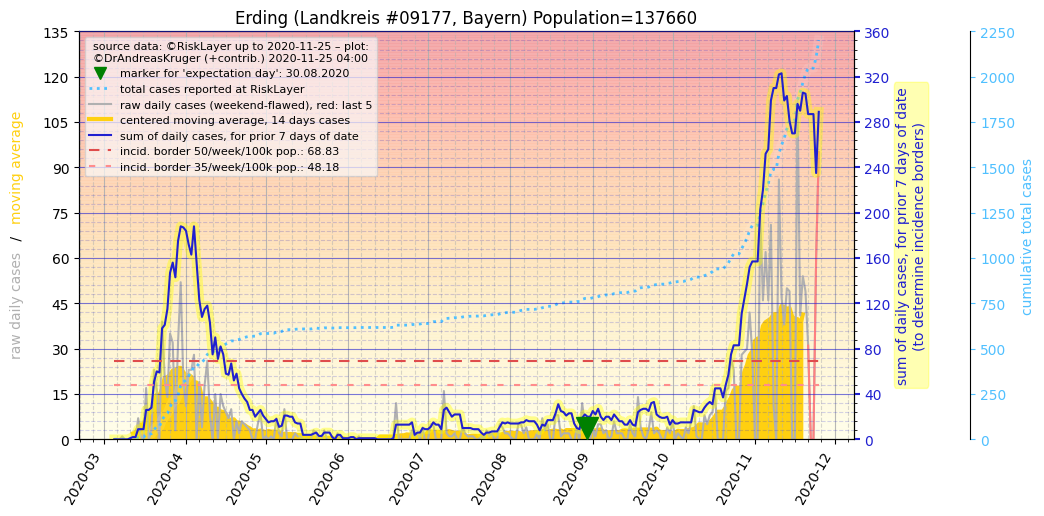 Erding (Landkreis #09177, Bayern) Population=137660
source data: ©RiskLayer up to 2020-11-25 – plot:
©DrAndreasKruger (+contrib.) 2020-11-25 04:00
marker for 'expectation day': 30.08.2020
total cases reported at RiskLayer
raw daily cases (weekend-flawed), red: last 5
centered moving average, 14 days cases
sum of daily cases, for prior 7 days of date
incid. border 50/week/100k pop.: 68.83
incid. border 35/week/100k pop.: 48.18
raw daily cases / moving average
135
120
105
90
75
60
45
30
15
0
360
320
280
240
200
160
120
80
40
0
sum of daily cases, for prior 7 days of date
(to determine incidence borders)
2250
2000
1750
1500
1250
1000
750
500
250
0
cumulative total cases
2020-03
2020-04
2020-05
2020-06
2020-07
2020-08
2020-09
2020-10
2020-11
2020-12